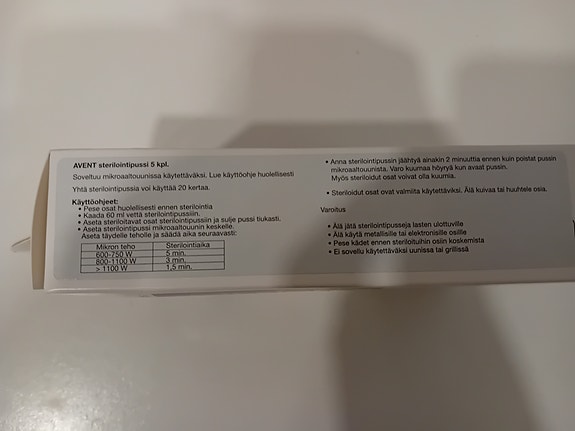 AVENT sterilointipussi 5 kpl.
Soveltuu mikroaaltouunissa käytettäväksi. Lue käyttöohje huolellisesti
Yhtä sterilointipussia voi käyttää 20 kertaa.
Käyttöohjeet:
• Pese osat huolellisesti ennen sterilointia
• Kaada 60 ml vettä sterilointipussiin.
• Aseta steriloitavat osat sterilointipussiin ja sulje pussi tiukasti.
• Aseta sterilointipussi mikroaaltouunin keskelle.
Aseta täydelle teholle ja säädä aika seuraavasti:
Mikron teho Sterilointiaika
600-750 W 5 min.
800-1100 W 3 min.
> 1100 W 1,5 min.
• Anna sterilointipussin jäähtyä ainakin 2 minuuttia ennen kuin poistat pussin
mikroaaltouunista. Varo kuumaa höyryä kun avaat pussin.
Myös steriloidut osat voivat olla kuumia.
• Steriloidut osat ovat valmiita käytettäviksi. Älä kuivaa tai huuhtele osia.
Varoitus
• Älä jätä sterilointipusseja lasten ulottuville
• Älä käytä metallisille tai elektronisille osille
• Pese kädet ennen steriloituihin osiin koskemista
• Ei sovellu käytettäväksi uunissa tai grillissä